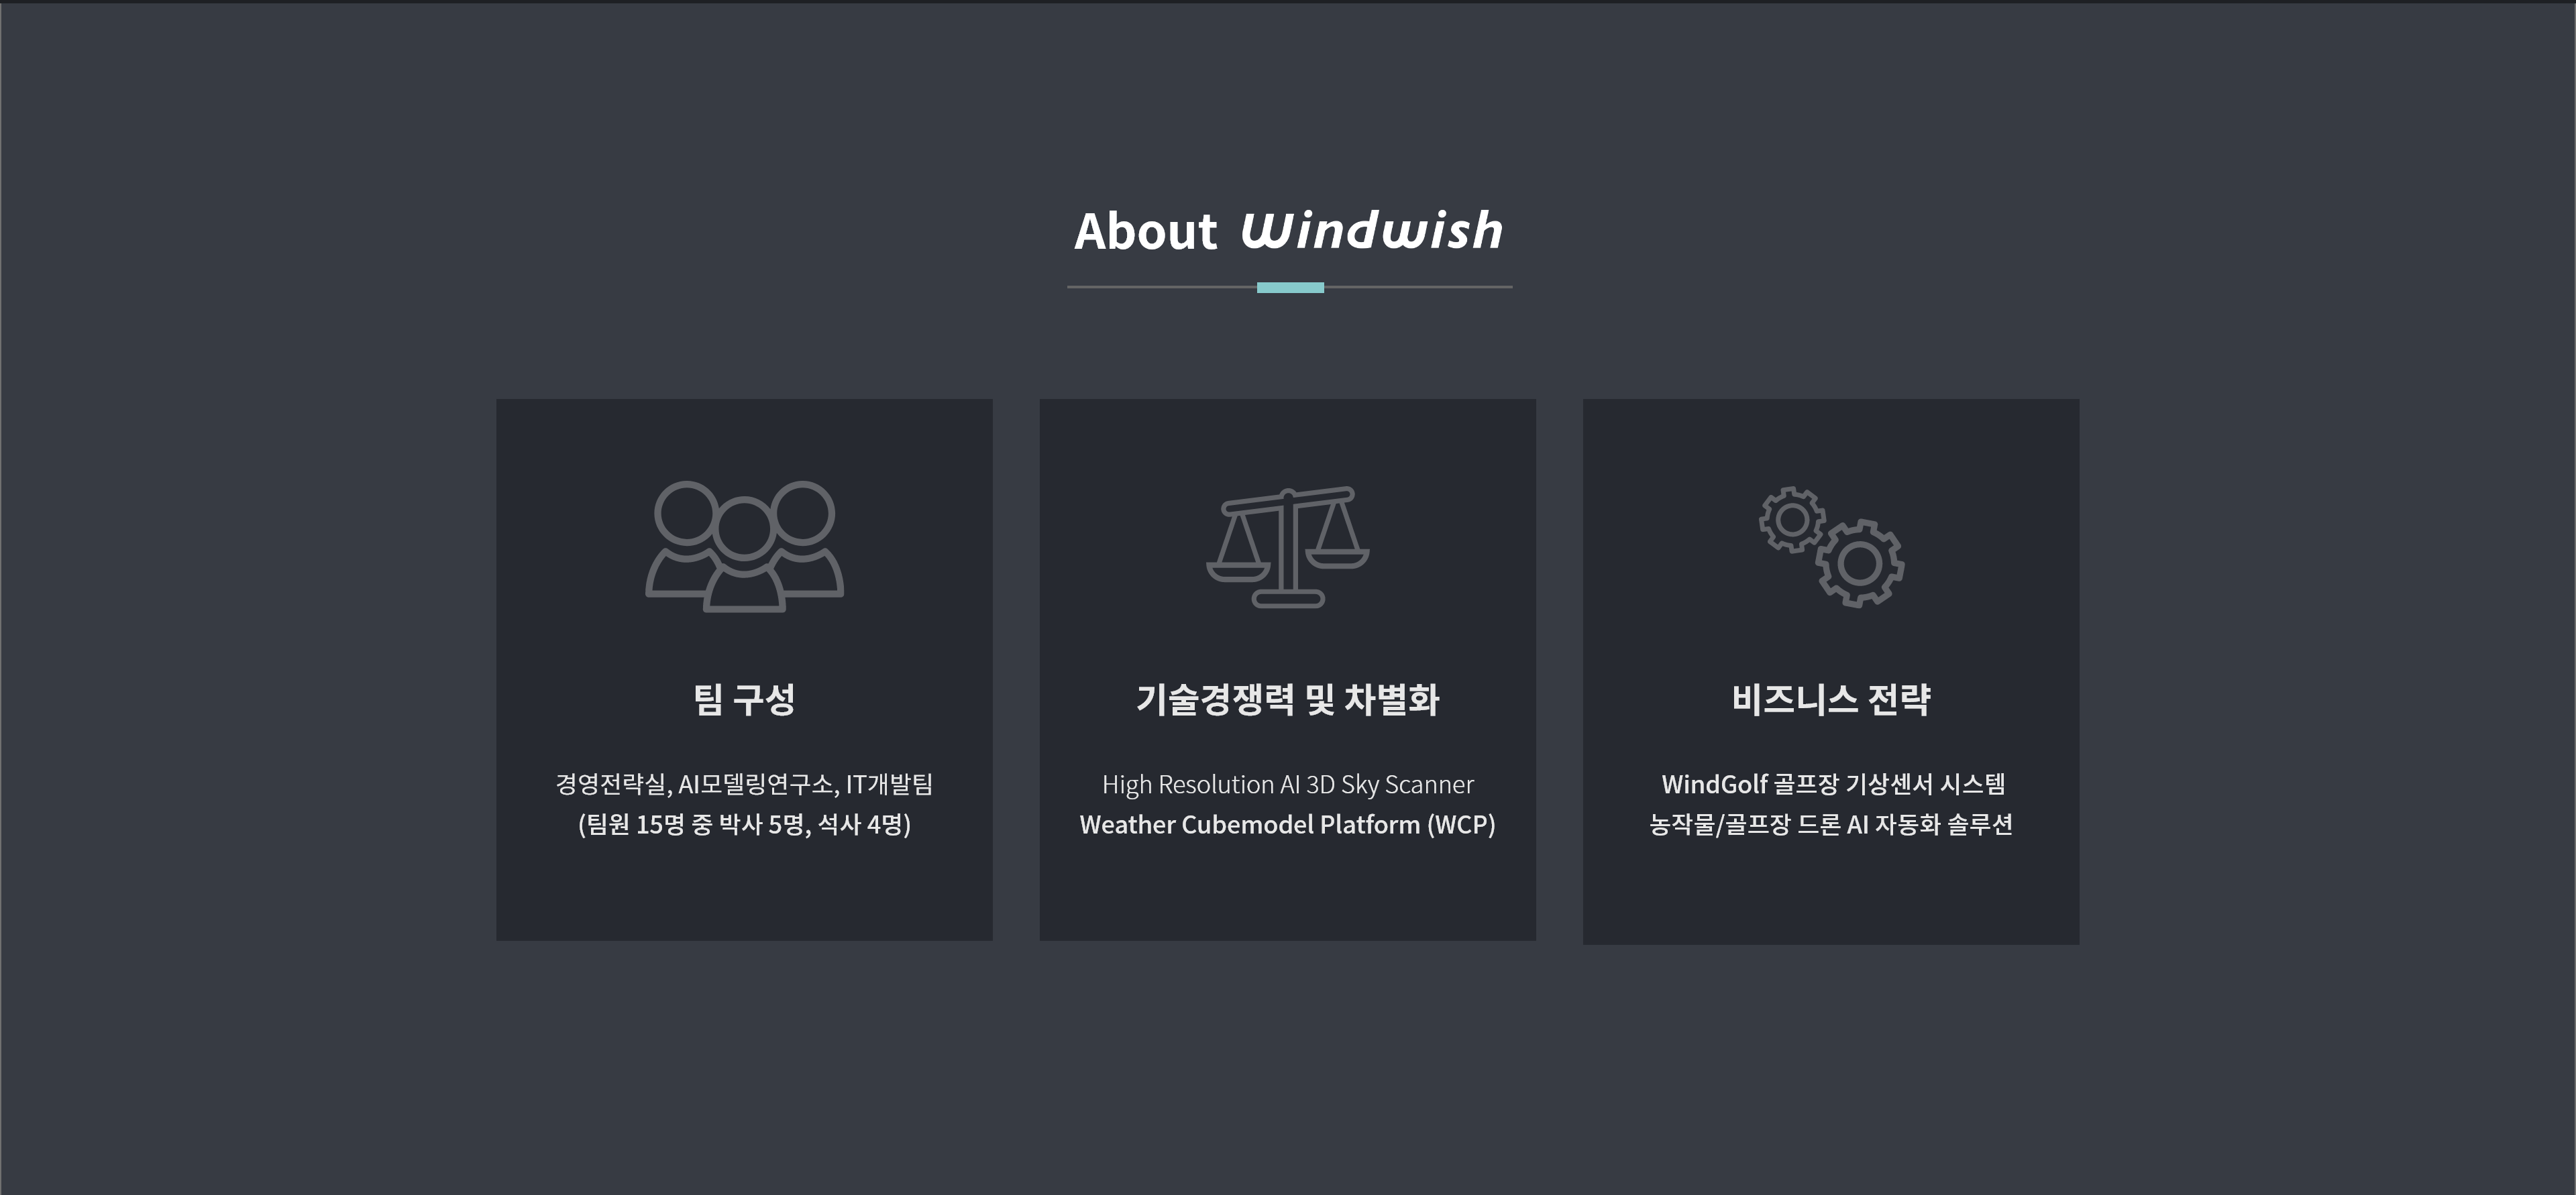 About Windwish
팀 구성
경영전략실, AI모델링연구소, IT개발팀
(팀원 15명 중 박사 5명, 석사 4명)
기술경쟁력 및 차별화
High Resolution AI 3D Sky Scanner
Weather Cubemodel Platform (WCP)
비즈니스 전략
WindGolf 골프장 기상센서 시스템
농작물/골프장 드론 AI 자동화 솔루션